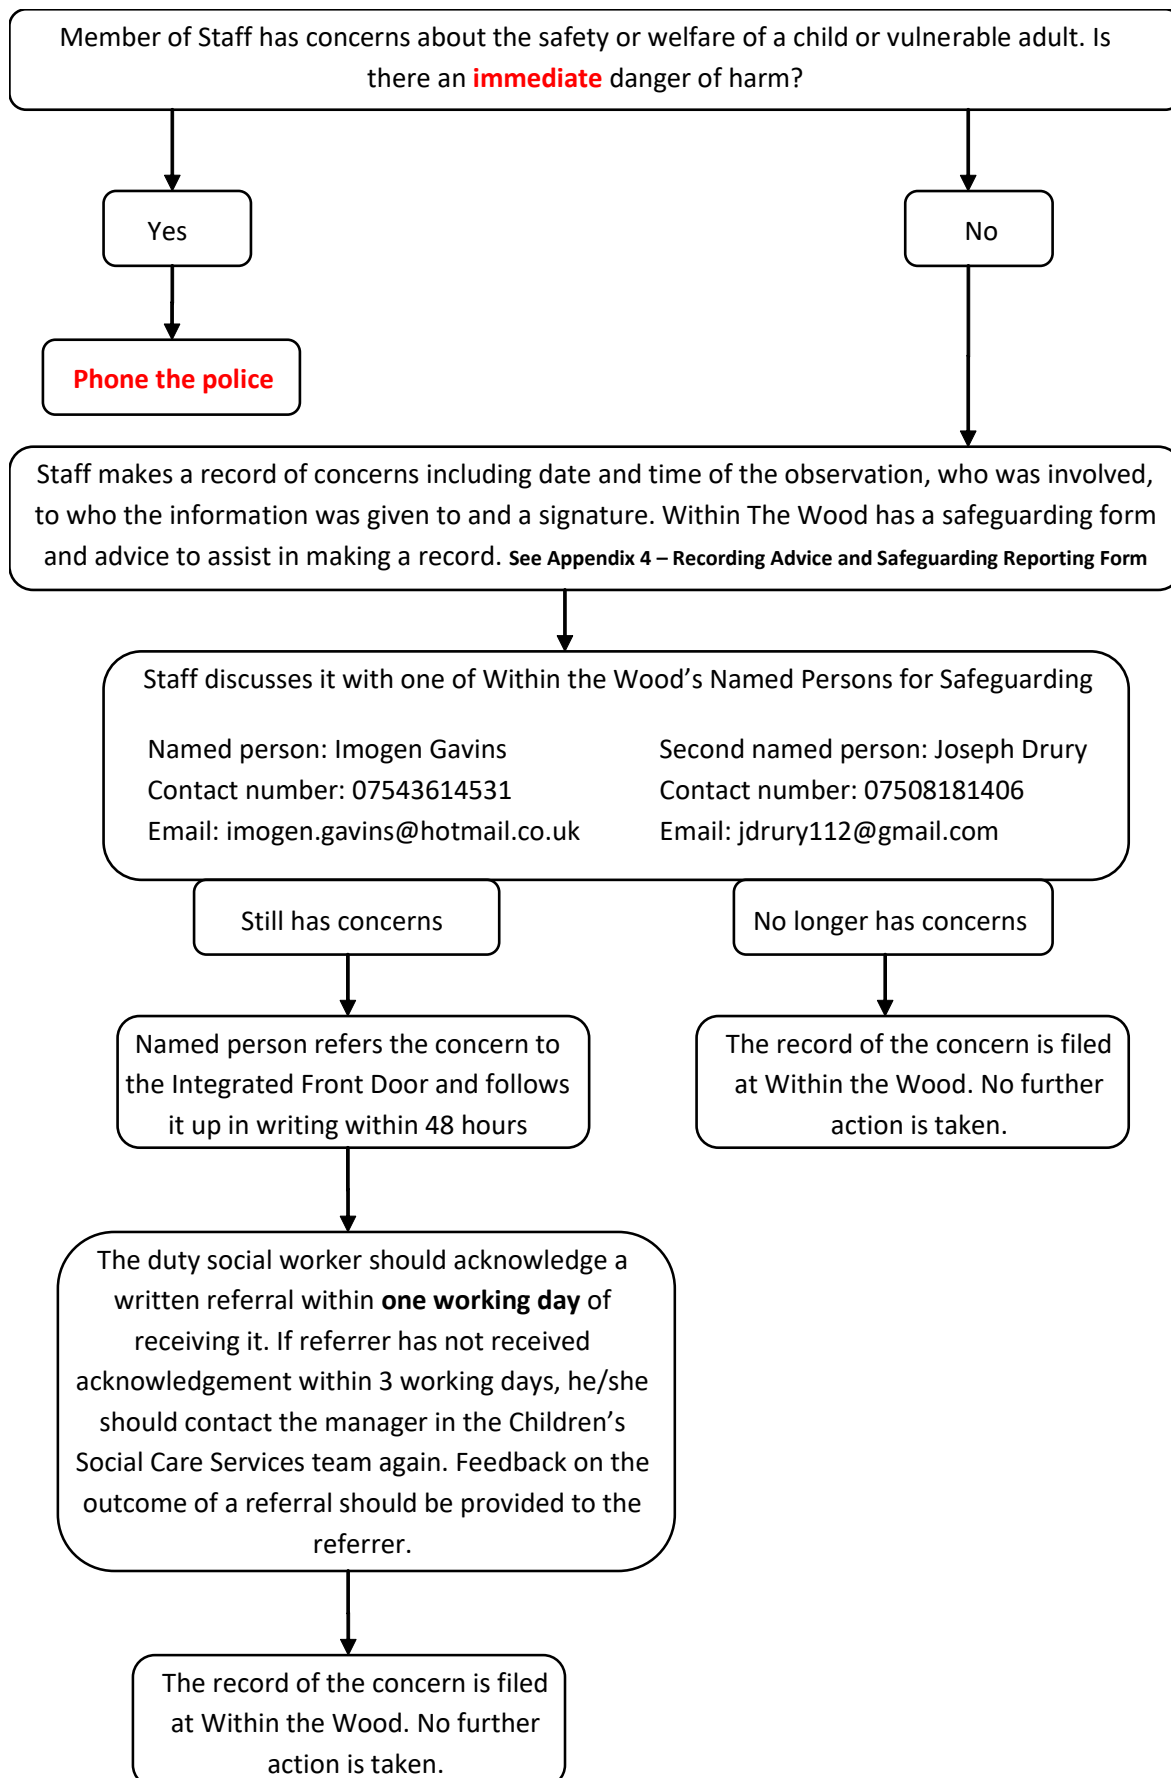 Member of Staff has concerns about the safety or welfare of a child or vulnerable adult. Is
there an immediate danger of harm?
Yes
No
Phone the police
Staff makes a record of concerns including date and time of the observation, who was involved,
to who the information was given to and a signature. Within The Wood has a safeguarding form
and advice to assist in making a record. See Appendix 4 – Recording Advice and Safeguarding Reporting Form
Staff discusses it with one of Within the Wood’s Named Persons for Safeguarding
Named person: Imogen Gavins
Contact number: 07543614531
Email: imogen.gavins@hotmail.co.uk
Second named person: Joseph Drury
Contact number: 07508181406
Email: jdrury112@gmail.com
Still has concerns
No longer has concerns
Named person refers the concern to
the Integrated Front Door and follows
it up in writing within 48 hours
The record of the concern is filed
at Within the Wood. No further
action is taken.
The duty social worker should acknowledge a
written referral within one working day of
receiving it. If referrer has not received
acknowledgement within 3 working days, he/she
should contact the manager in the Children’s
Social Care Services team again. Feedback on the
outcome of a referral should be provided to the
referrer.
The record of the concern is filed
at Within the Wood. No further
action is taken.